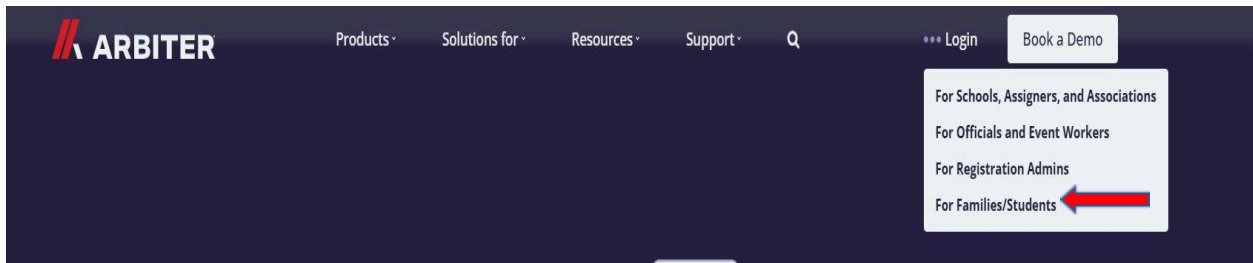 ARBITER
Products
Solutions for
Resources
Support
Login
Book a Demo
For Schools, Assigners, and Associations
For Officials and Event Workers
For Registration Admins
For Families/Students